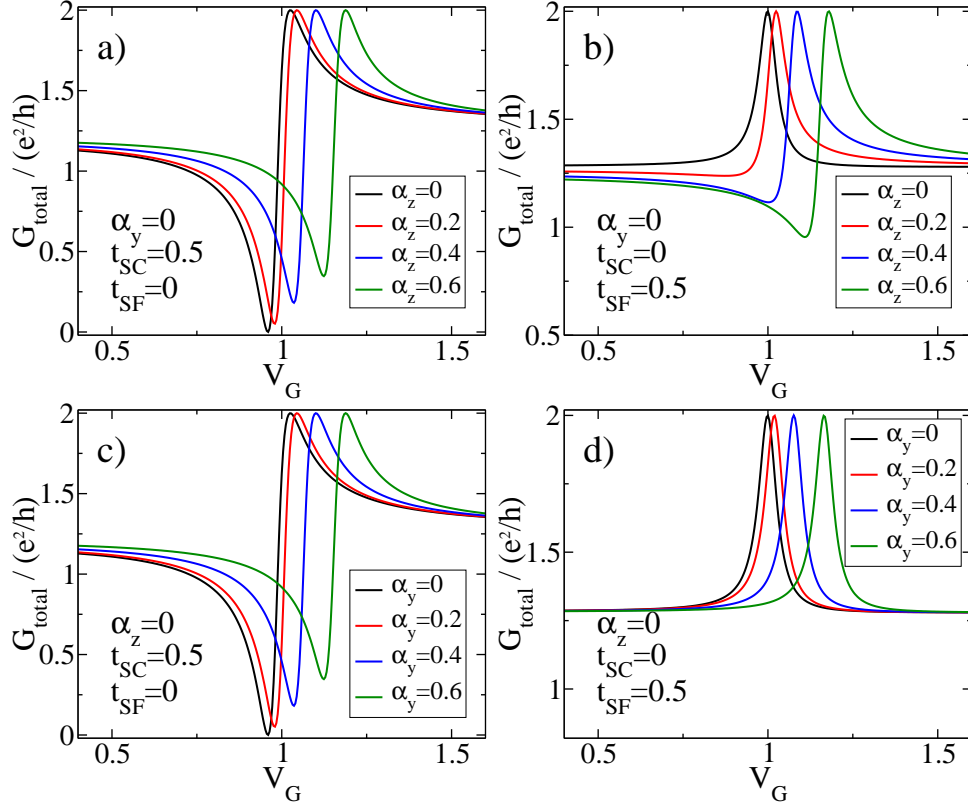 a)
G_total / (e²/h)
2
1.5
1
0.5
0
α_y=0
t_SC=0.5
t_SF=0
α_z=0
α_z=0.2
α_z=0.4
α_z=0.6
0.5
1
1.5
V_G
b)
G_total / (e²/h)
2
1.5
1
0.5
α_y=0
t_SC=0
t_SF=0.5
α_z=0
α_z=0.2
α_z=0.4
α_z=0.6
0.5
1
1.5
V_G
c)
G_total / (e²/h)
2
1.5
1
0.5
0
α_z=0
t_SC=0.5
t_SF=0
α_y=0
α_y=0.2
α_y=0.4
α_y=0.6
0.5
1
1.5
V_G
d)
G_total / (e²/h)
2
1.5
1
α_z=0
t_SC=0
t_SF=0.5
α_y=0
α_y=0.2
α_y=0.4
α_y=0.6
0.5
1
1.5
V_G